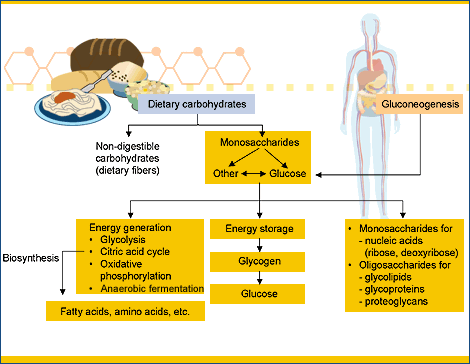 Dietary carbohydrates
Gluconeogenesis
Non-digestible
carbohydrates
(dietary fibers)
Monosaccharides
Other
Glucose
Energy generation
• Glycolysis
• Citric acid cycle
• Oxidative
phosphorylation
• Anaerobic fermentation
Biosynthesis
Fatty acids, amino acids, etc.
Energy storage
Glycogen
Glucose
• Monosaccharides for
- nucleic acids
(ribose, deoxyribose)
• Oligosaccharides for
- glycolipids
- glycoproteins
- proteoglycans